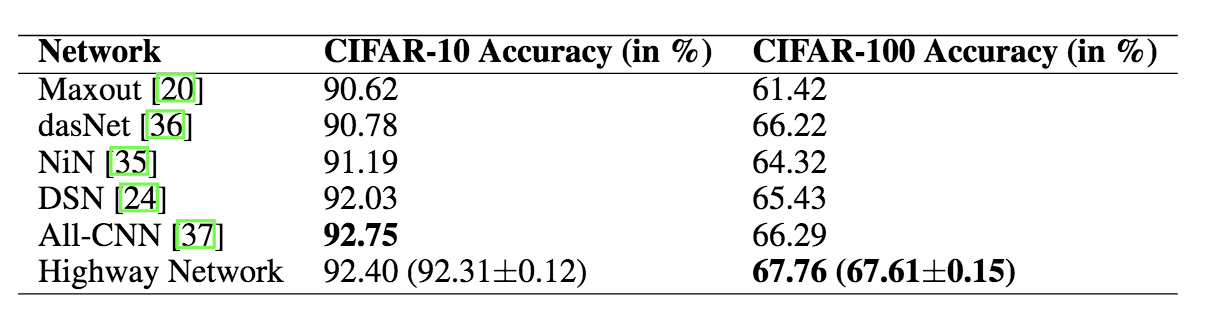 Network CIFAR-10 Accuracy (in %) CIFAR-100 Accuracy (in %)
Maxout [20] 90.62 61.42
dasNet [36] 90.78 66.22
NiN [35] 91.19 64.32
DSN [24] 92.03 65.43
All-CNN [37] 92.75 66.29
Highway Network 92.40 (92.31±0.12) 67.76 (67.61±0.15)